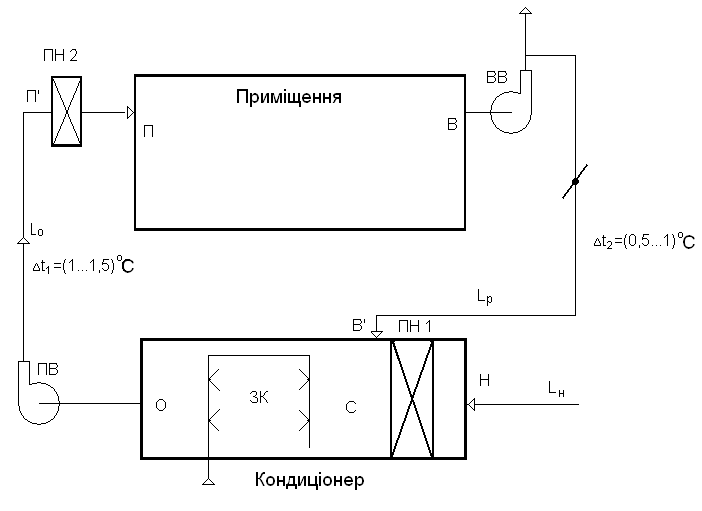 ПН 2
П'
Приміщення
ВВ
П
В
Lо
Δt₁=(1...1,5)°С
Δt₂=(0,5...1)°С
Lр
В'
ПН 1
ПВ
О
ЗК
С
Н
Lн
Кондиціонер